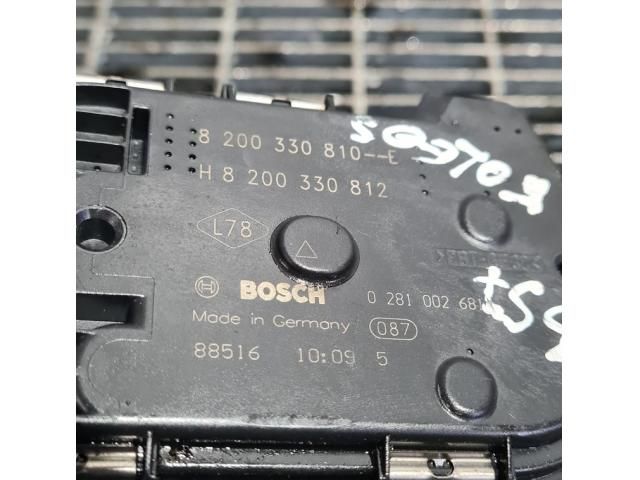 8 200 330 810--E
H 8 200 330 812
L78
BOSCH
0 281 002 681
Made in Germany
087
88516 10:09 5